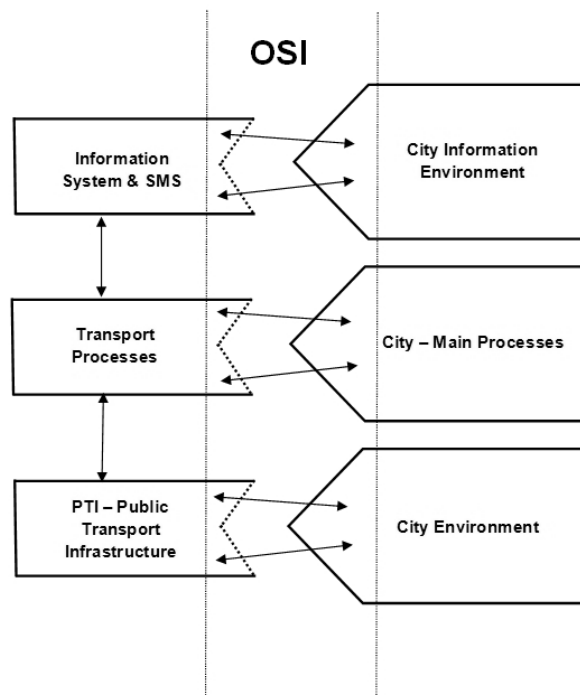 OSI
Information
System & SMS
City Information
Environment
Transport
Processes
City – Main Processes
PTI – Public
Transport
Infrastructure
City Environment